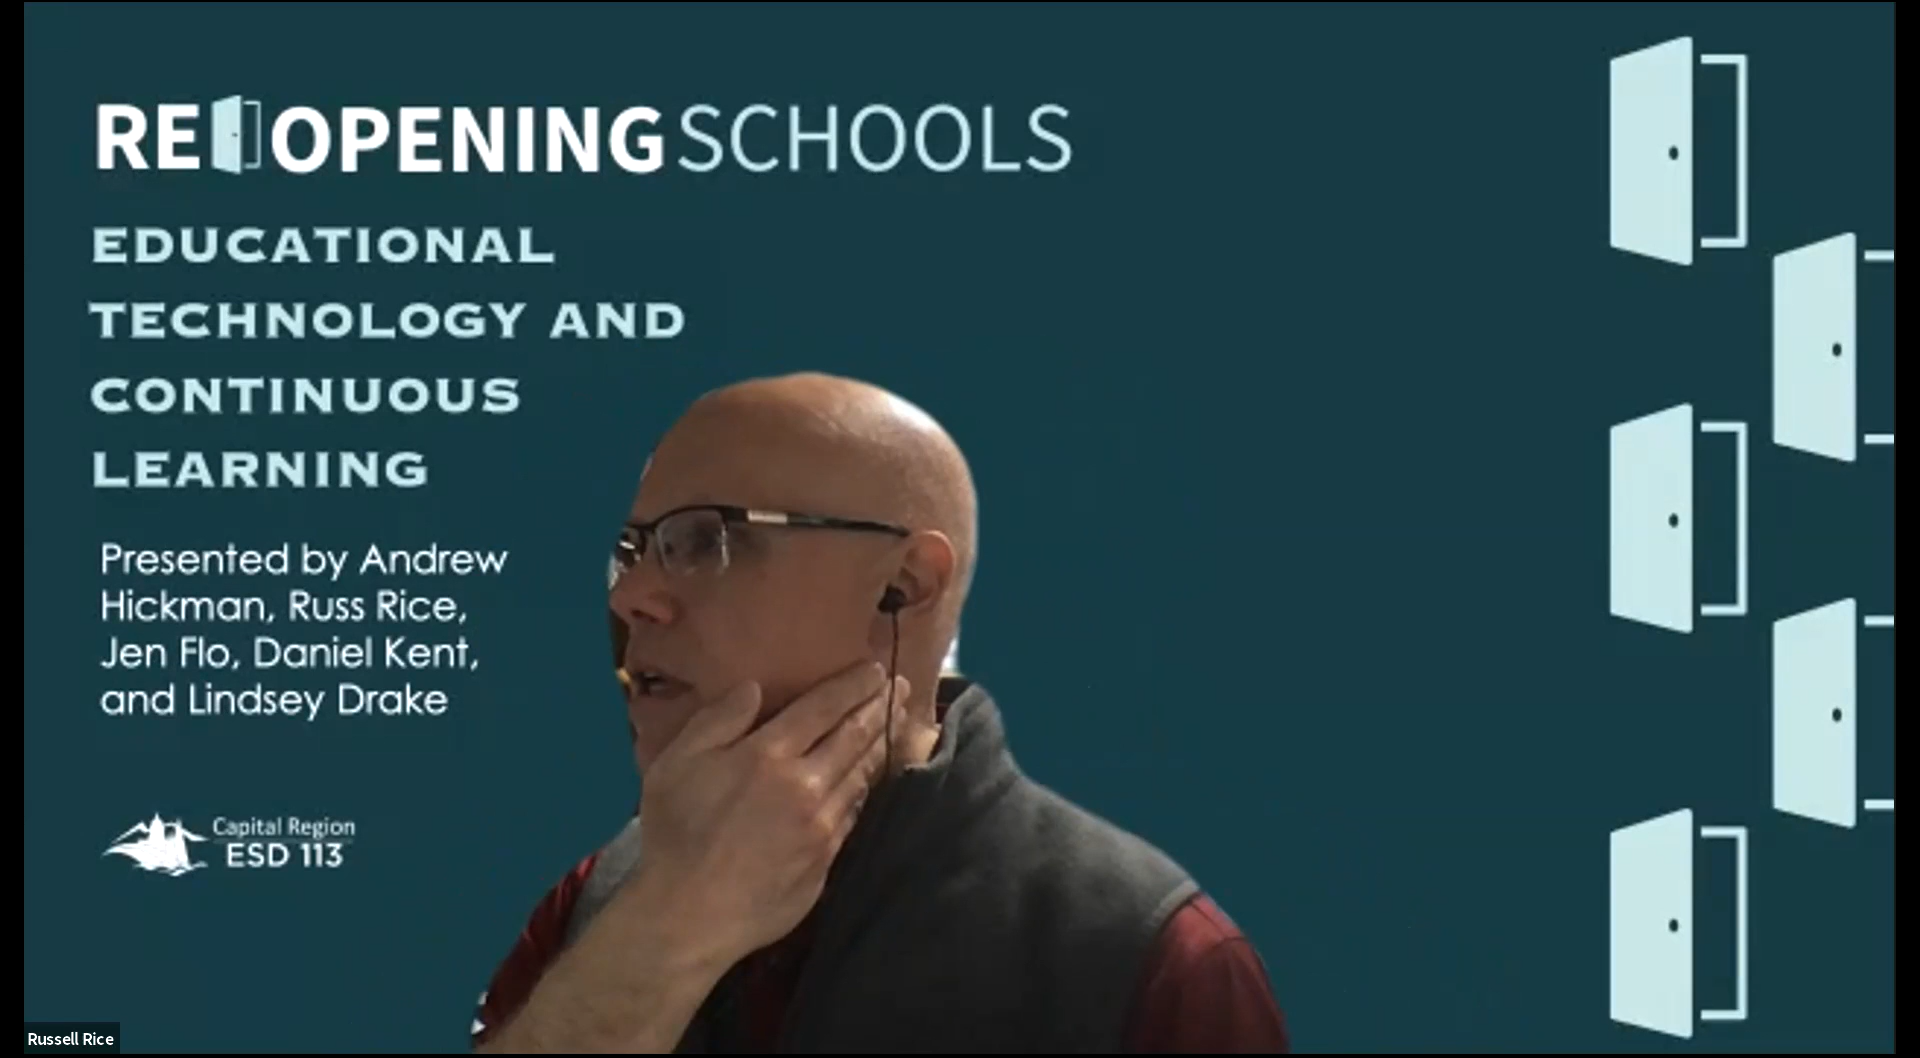 REOPENING SCHOOLS
EDUCATIONAL
TECHNOLOGY AND
CONTINUOUS
LEARNING
Presented by Andrew
Hickman, Russ Rice,
Jen Flo, Daniel Kent,
and Lindsey Drake
Capital Region
ESD 113
Russell Rice